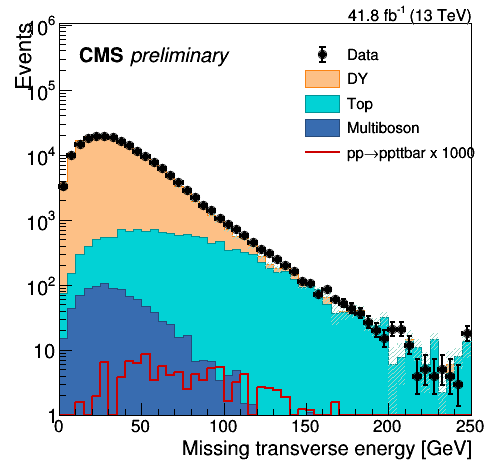 41.8 fb⁻¹ (13 TeV)
Events
CMS preliminary
Data
DY
Top
Multiboson
pp→ppttbar x 1000
10⁶
10⁵
10⁴
10³
10²
10
1
0 50 100 150 200 250
Missing transverse energy [GeV]